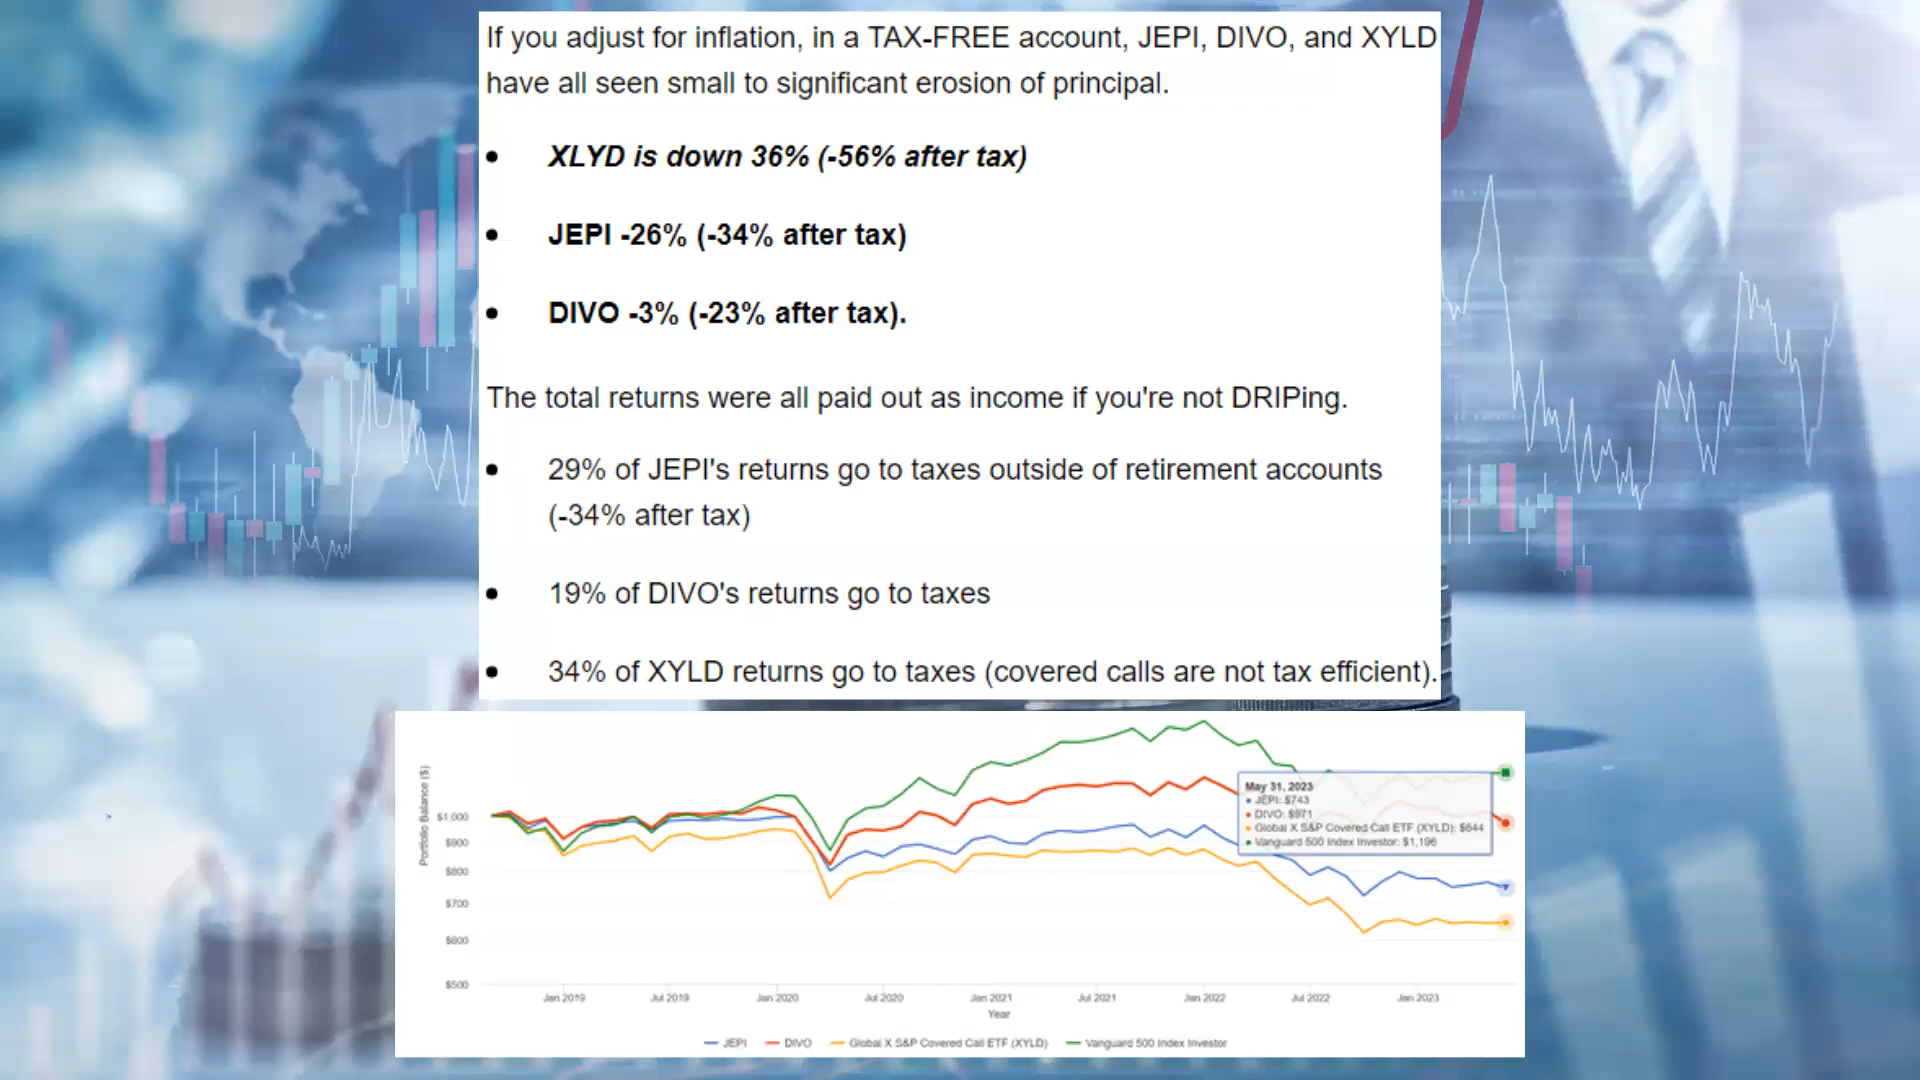 If you adjust for inflation, in a TAX-FREE account, JEPI, DIVO, and XYLD
have all seen small to significant erosion of principal.
• XLYD is down 36% (-56% after tax)
• JEPI -26% (-34% after tax)
• DIVO -3% (-23% after tax).
The total returns were all paid out as income if you're not DRIPing.
• 29% of JEPI's returns go to taxes outside of retirement accounts
(-34% after tax)
• 19% of DIVO's returns go to taxes
• 34% of XYLD returns go to taxes (covered calls are not tax efficient).
Portfolio Balance ($)
$1,000
$900
$800
$700
$600
$500
May 31, 2023
• JEPI: $743
• DIVO: $971
• Global X S&P Covered Call ETF (XYLD): $644
• Vanguard 500 Index Investor: $1,196
Jan 2019 Jul 2019 Jan 2020 Jul 2020 Jan 2021 Jul 2021 Jan 2022 Jul 2022 Jan 2023
Year
JEPI DIVO Global X S&P Covered Call ETF (XYLD) Vanguard 500 Index Investor